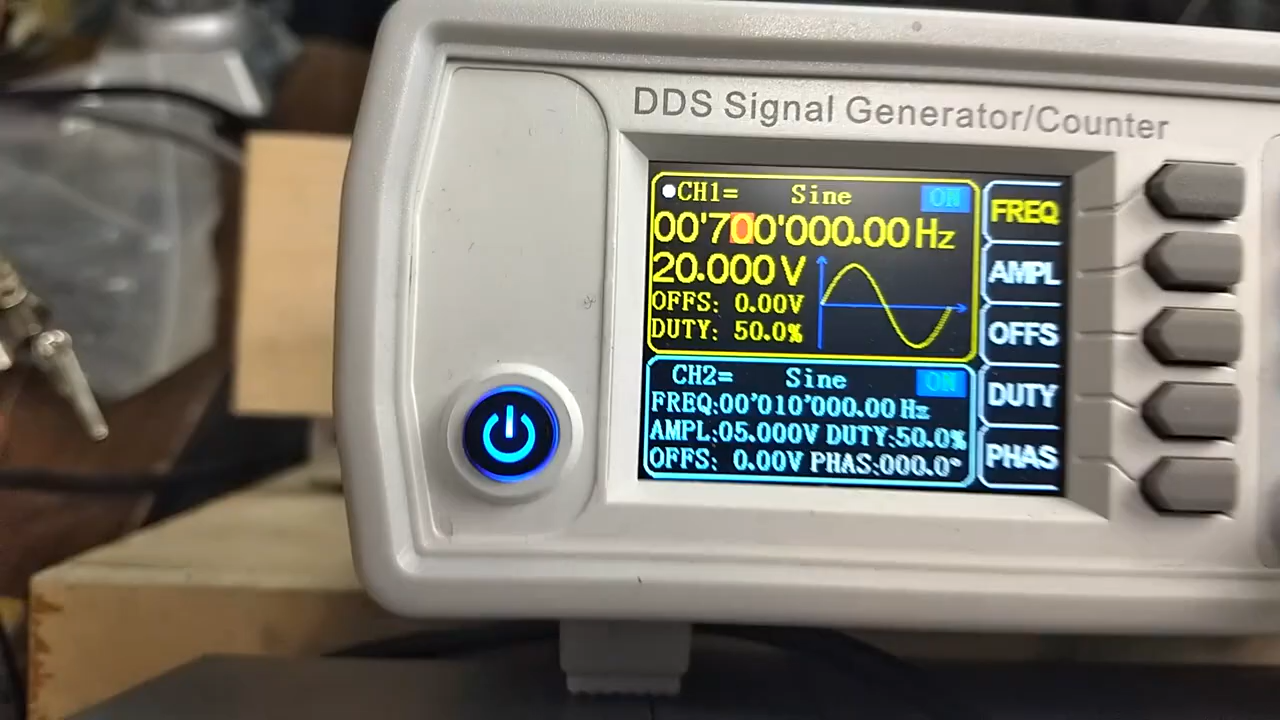 DDS Signal Generator/Counter
CH1= Sine ON
00'700'000.00 Hz
20.000 V
OFFS: 0.00V
DUTY: 50.0%
CH2= Sine ON
FREQ:00'010'000.00 Hz
AMPL:05.000V DUTY:50.0%
OFFS: 0.00V PHAS:000.0°
FREQ
AMPL
OFFS
DUTY
PHAS